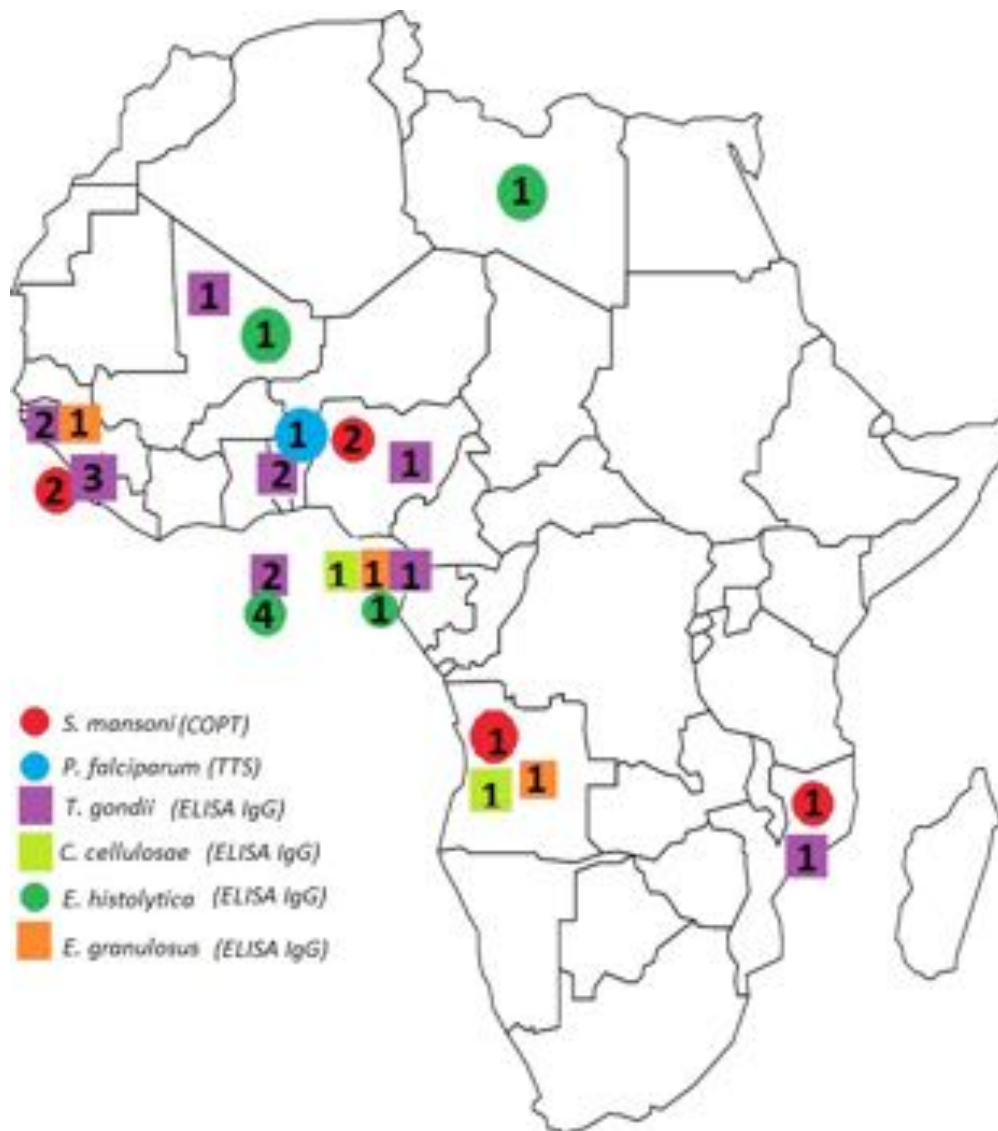 1
1
1
2 1
1 2 1
2 3 2
2 1 1 1
4 1
1
1 1
1
1
S. mansoni (COPT)
P. falciparum (TTS)
T. gondii (ELISA IgG)
C. cellulosae (ELISA IgG)
E. histolytica (ELISA IgG)
E. granulosus (ELISA IgG)